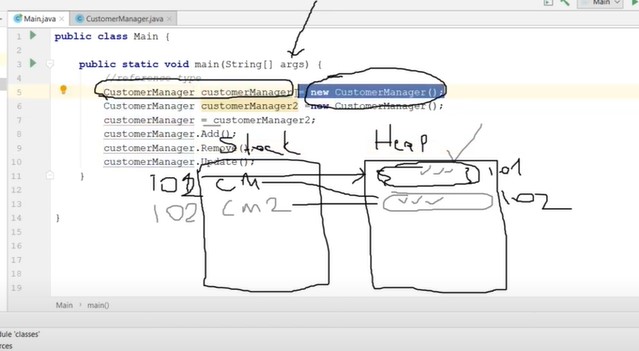 Main.java CustomerManager.java Main
1 public class Main {
2
3 public static void main(String[] args) {
4 //reference type
5 CustomerManager customerManager = new CustomerManager();
6 CustomerManager customerManager2 = new CustomerManager();
7 customerManager = customerManager2;
8 customerManager.Add();
9 customerManager.Remove();
10 customerManager.Update();
11 }
12
13
14 }
15
16
17
18
19
Stack Heap
101 CM 101
102 CM2 102
Main main()
dule 'classes'
rces